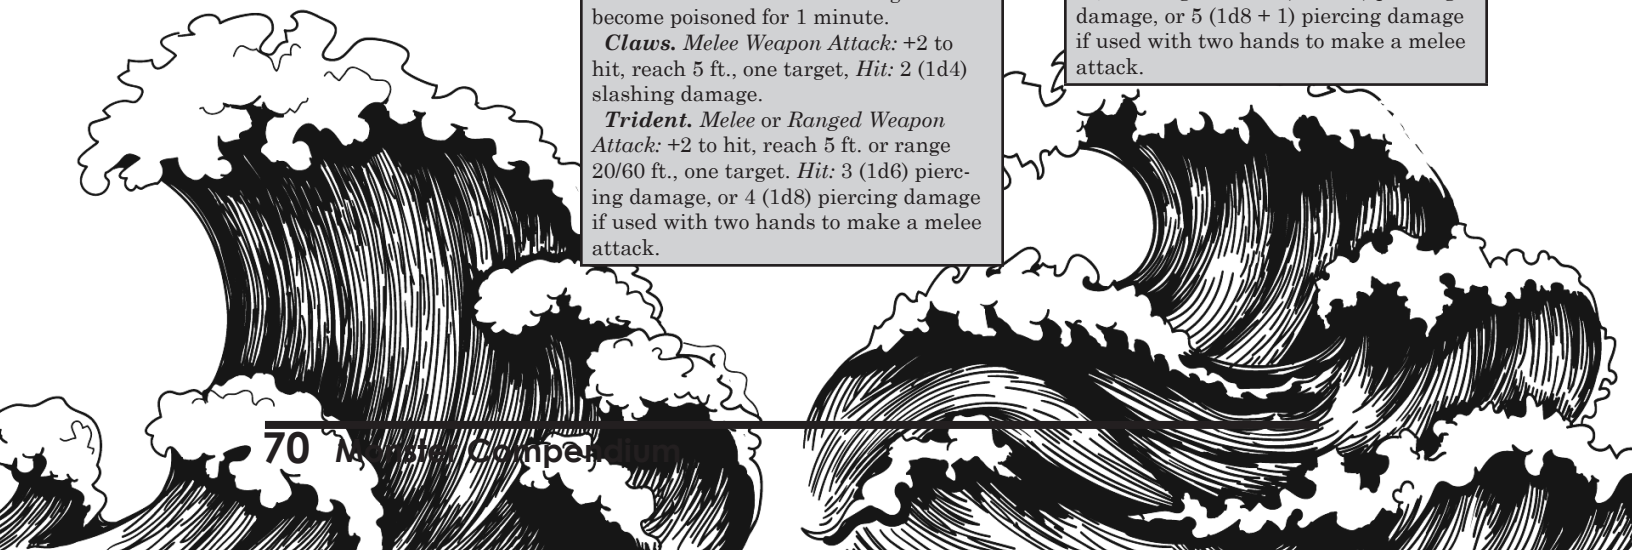 become poisoned for 1 minute.
Claws. Melee Weapon Attack: +2 to
hit, reach 5 ft., one target, Hit: 2 (1d4)
slashing damage.
Trident. Melee or Ranged Weapon
Attack: +2 to hit, reach 5 ft. or range
20/60 ft., one target. Hit: 3 (1d6) pierc-
ing damage, or 4 (1d8) piercing damage
if used with two hands to make a melee
attack.
damage, or 5 (1d8 + 1) piercing damage
if used with two hands to make a melee
attack.
70 Monster Compendium